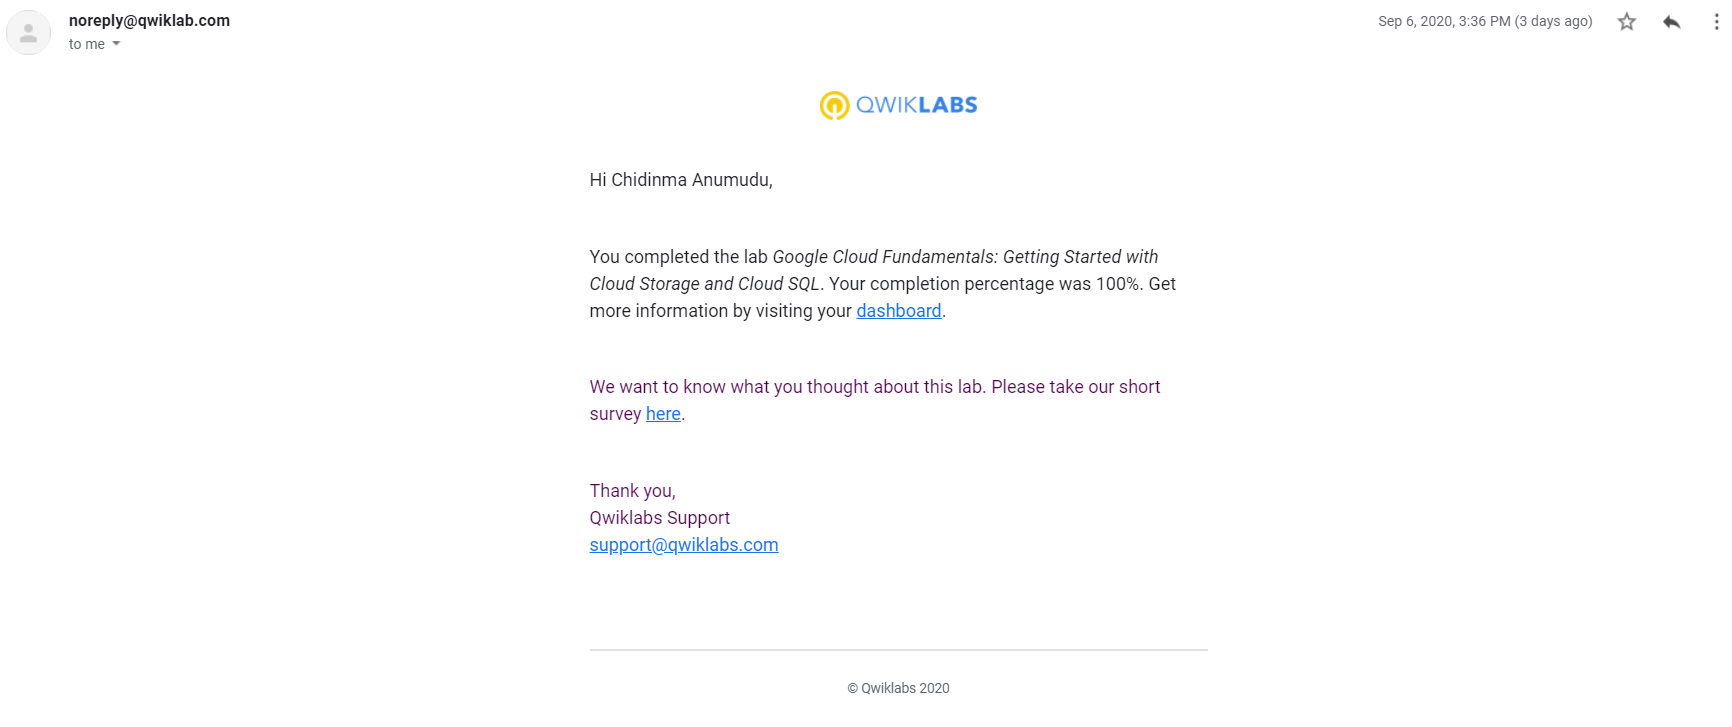 noreply@qwiklab.com
Sep 6, 2020, 3:36 PM (3 days ago)
to me
QWIKLABS
Hi Chidinma Anumudu,
You completed the lab Google Cloud Fundamentals: Getting Started with
Cloud Storage and Cloud SQL. Your completion percentage was 100%. Get
more information by visiting your dashboard.
We want to know what you thought about this lab. Please take our short
survey here.
Thank you,
Qwiklabs Support
support@qwiklabs.com
© Qwiklabs 2020